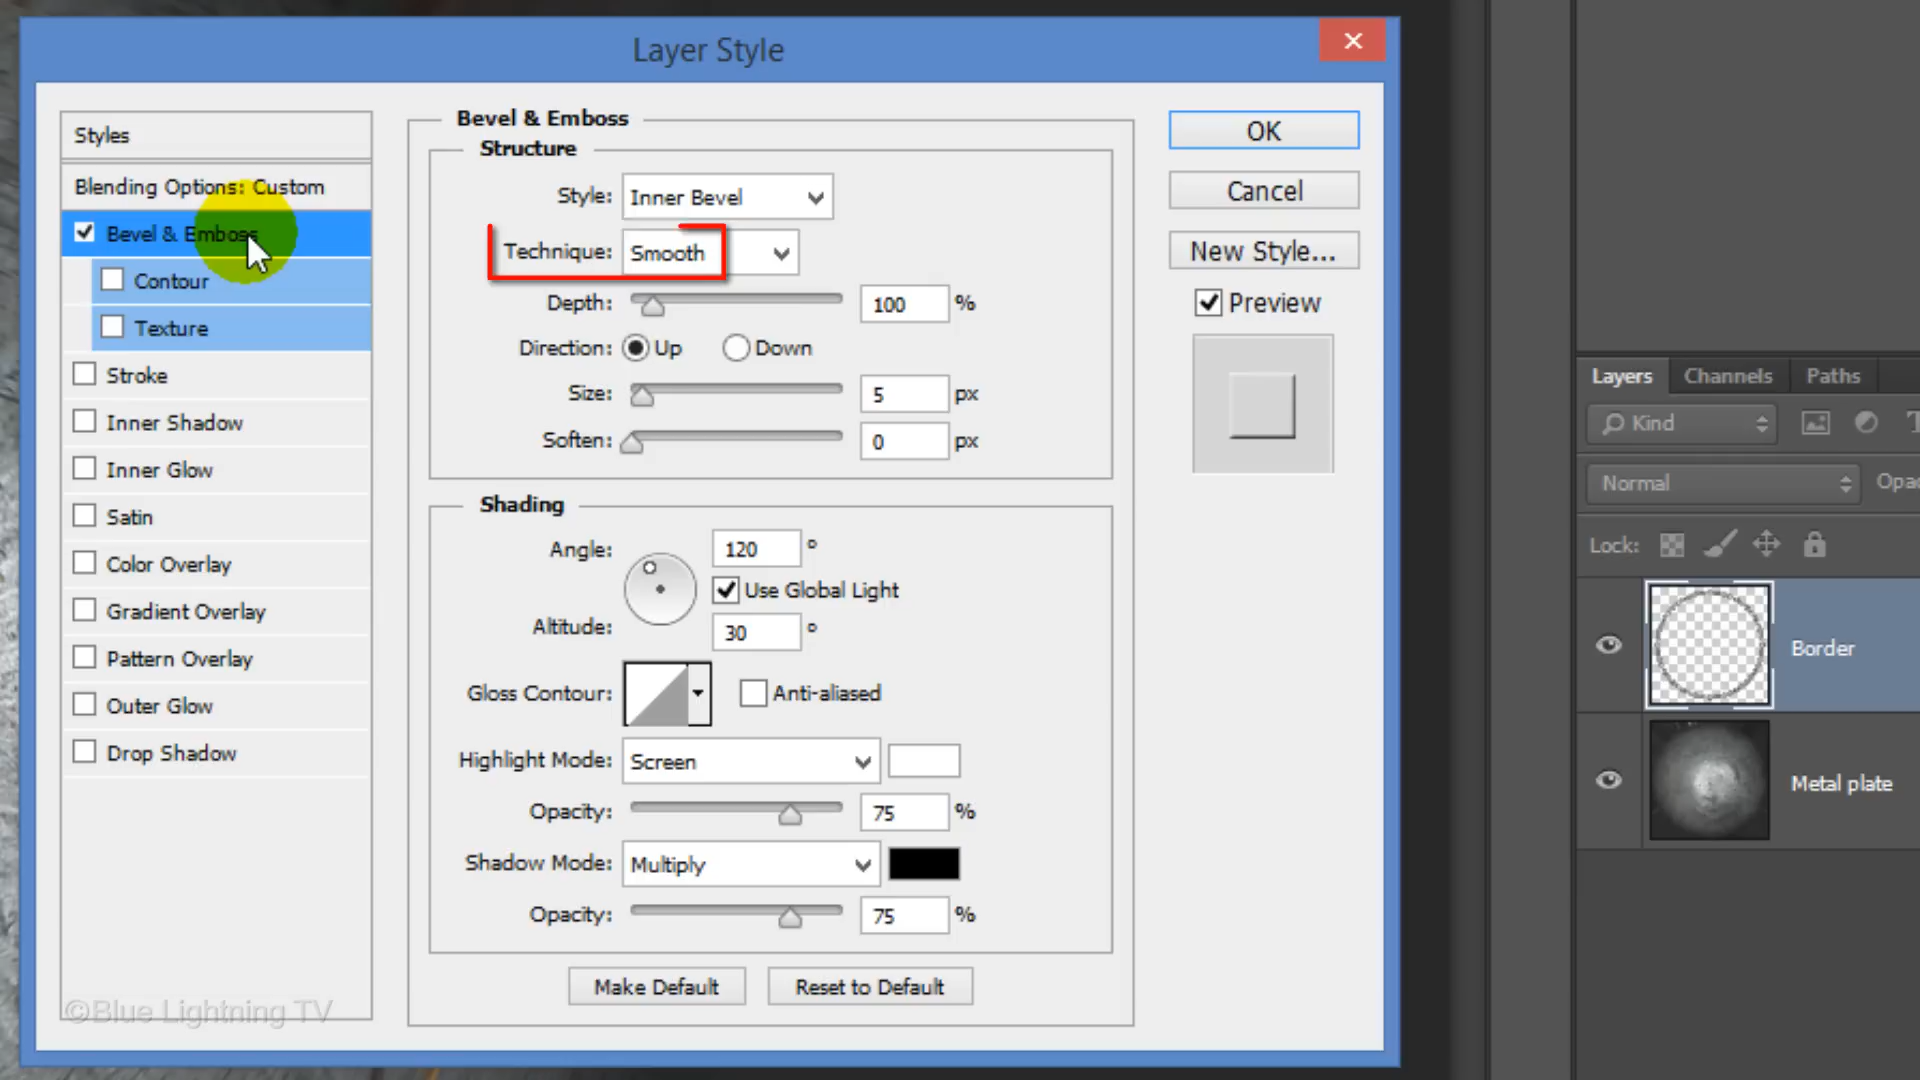 Layer Style
Styles
Blending Options: Custom
Bevel & Emboss
Contour
Texture
Stroke
Inner Shadow
Inner Glow
Satin
Color Overlay
Gradient Overlay
Pattern Overlay
Outer Glow
Drop Shadow
©Blue Lightning TV
Bevel & Emboss
Structure
Style: Inner Bevel
Technique: Smooth
Depth: 100 %
Direction: Up Down
Size: 5 px
Soften: 0 px
Shading
Angle: 120 °
Use Global Light
Altitude: 30 °
Gloss Contour: Anti-aliased
Highlight Mode: Screen
Opacity: 75 %
Shadow Mode: Multiply
Opacity: 75 %
Make Default Reset to Default
OK
Cancel
New Style...
Preview
Layers Channels Paths
Kind
Normal
Lock:
Border
Metal plate